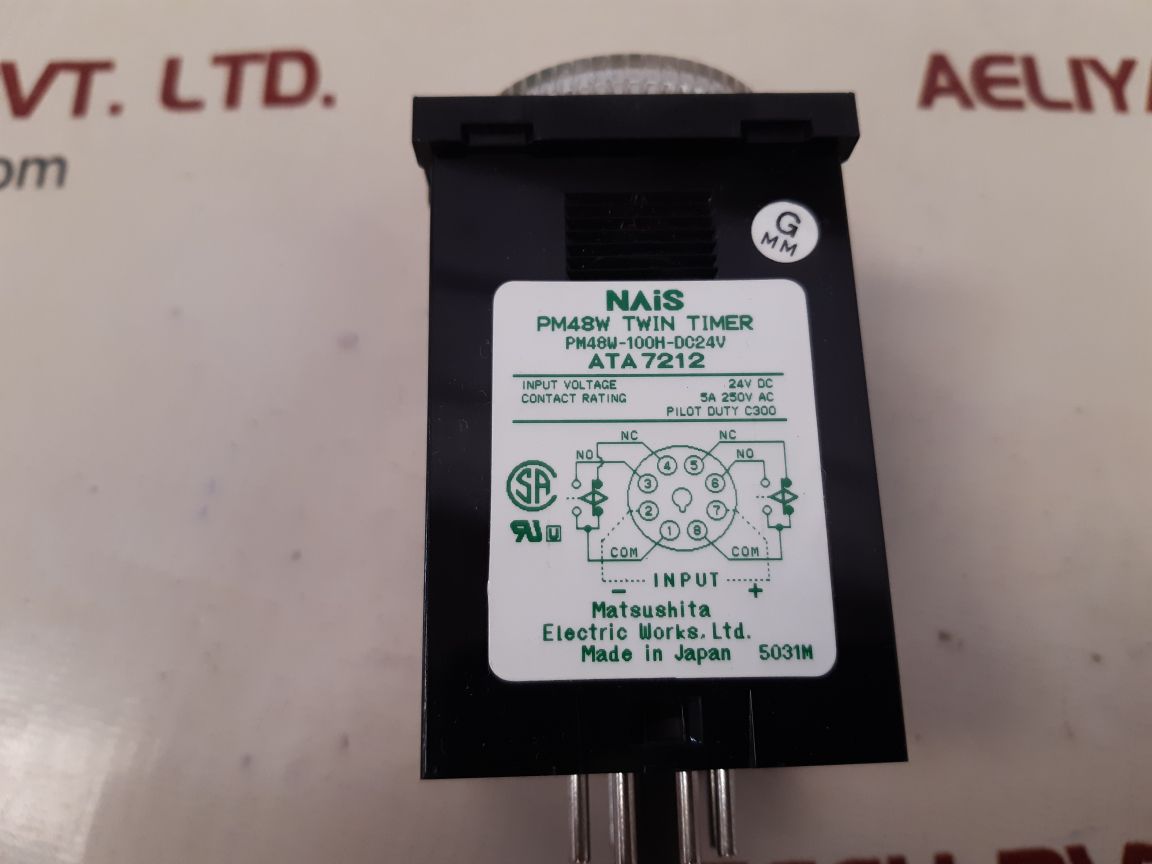 VT. LTD.
AELIY
om
G
MM
NAiS
PM48W TWIN TIMER
PM48W-100H-DC24V
ATA7212
INPUT VOLTAGE 24V DC
CONTACT RATING 5A 250V AC
PILOT DUTY C300
NC NC
NO NO
4 5
3 6
2 7
1 8
SA
RU U
COM COM
INPUT
− +
Matsushita
Electric Works, Ltd.
Made in Japan 5031M